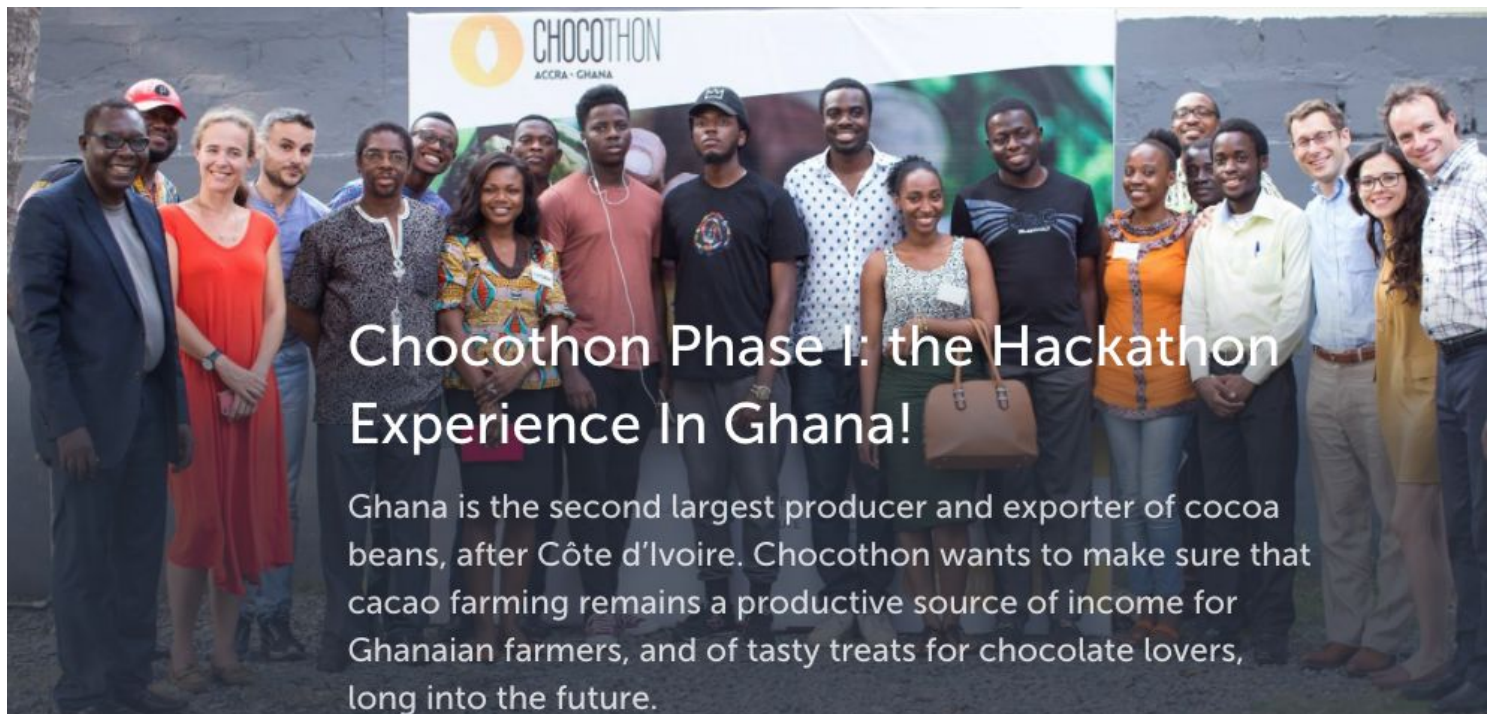 CHOCOTHON
ACCRA - GHANA
Chocothon Phase I: the Hackathon
Experience In Ghana!
Ghana is the second largest producer and exporter of cocoa
beans, after Côte d’Ivoire. Chocothon wants to make sure that
cacao farming remains a productive source of income for
Ghanaian farmers, and of tasty treats for chocolate lovers,
long into the future.